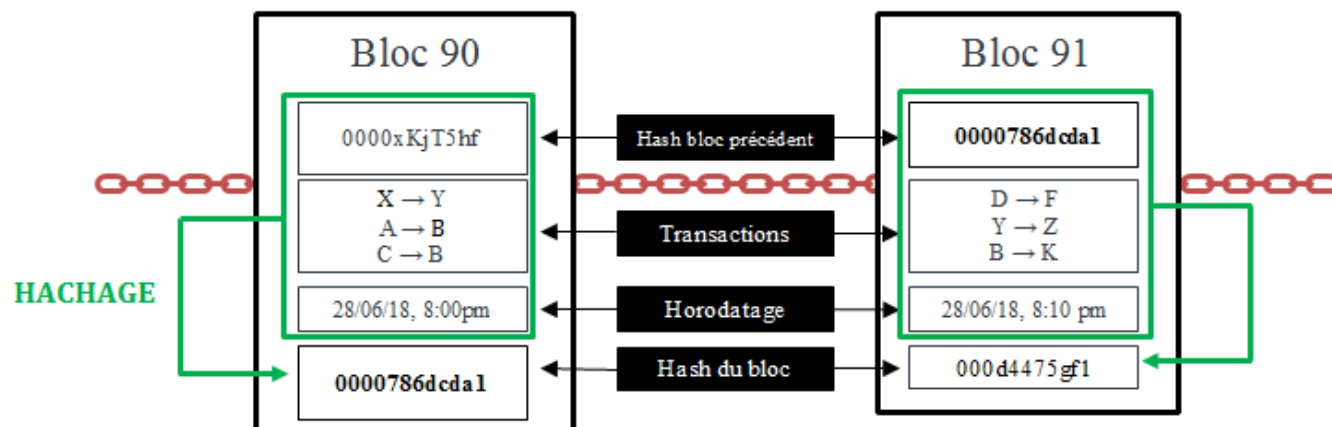 Bloc 90
0000xKjT5hf
X → Y
A → B
C → B
28/06/18, 8:00pm
0000786dcda1
HACHAGE
Hash bloc précédent
Transactions
Horodatage
Hash du bloc
Bloc 91
0000786dcda1
D → F
Y → Z
B → K
28/06/18, 8:10 pm
000d4475gf1